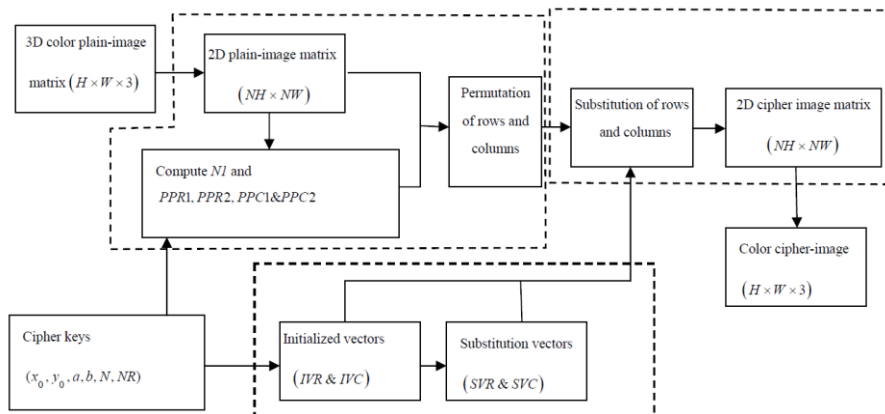 3D color plain-image
matrix (H × W × 3)
2D plain-image matrix
(NH × NW)
Permutation
of rows and
columns
Substitution of rows
and columns
2D cipher image matrix
(NH × NW)
Compute N1 and
PPR1, PPR2, PPC1&PPC2
Color cipher-image
(H × W × 3)
Cipher keys
(x₀, y₀, a, b, N, NR)
Initialized vectors
(IVR & IVC)
Substitution vectors
(SVR & SVC)